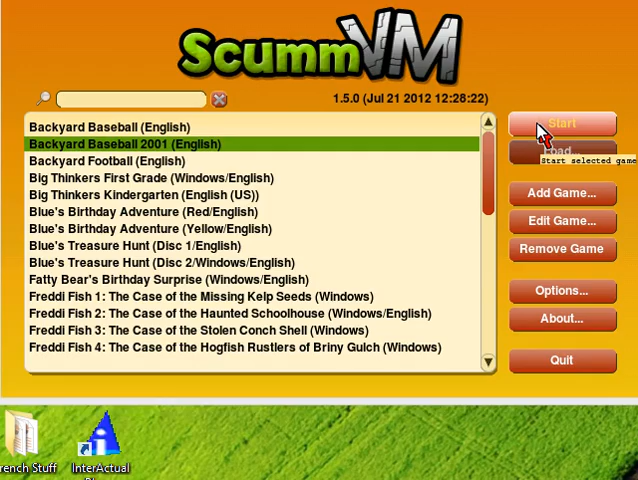 ScummVM
1.5.0 (Jul 21 2012 12:28:22)
Backyard Baseball (English)
Backyard Baseball 2001 (English)
Backyard Football (English)
Big Thinkers First Grade (Windows/English)
Big Thinkers Kindergarten (English (US))
Blue's Birthday Adventure (Red/English)
Blue's Birthday Adventure (Yellow/English)
Blue's Treasure Hunt (Disc 1/English)
Blue's Treasure Hunt (Disc 2/Windows/English)
Fatty Bear's Birthday Surprise (Windows/English)
Freddi Fish 1: The Case of the Missing Kelp Seeds (Windows)
Freddi Fish 2: The Case of the Haunted Schoolhouse (Windows/English)
Freddi Fish 3: The Case of the Stolen Conch Shell (Windows)
Freddi Fish 4: The Case of the Hogfish Rustlers of Briny Gulch (Windows)
Start
Load...
Start selected game
Add Game...
Edit Game...
Remove Game
Options...
About...
Quit
rench Stuff
InterActual